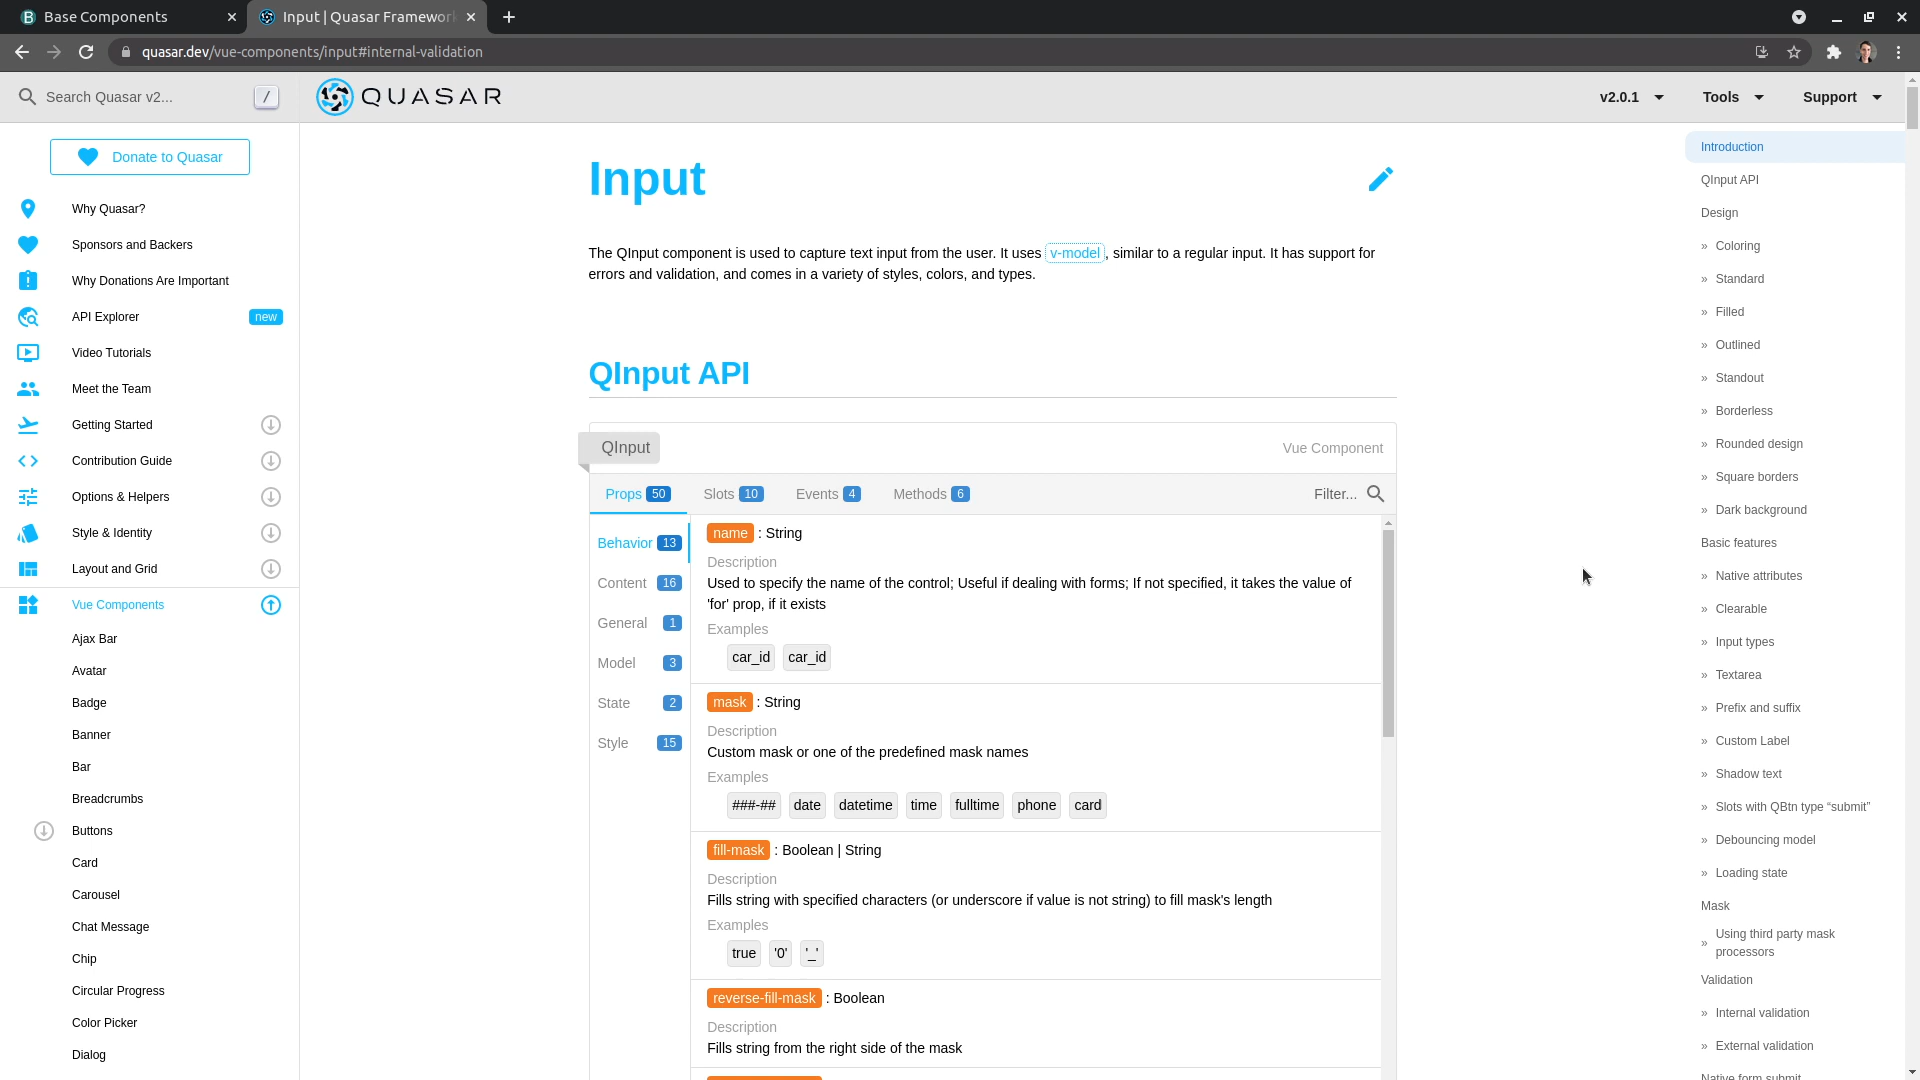 Base Components
Input | Quasar Framework
quasar.dev/vue-components/input#internal-validation
Search Quasar v2...
/
QUASAR
v2.0.1
Tools
Support
Donate to Quasar
Why Quasar?
Sponsors and Backers
Why Donations Are Important
API Explorer
new
Video Tutorials
Meet the Team
Getting Started
Contribution Guide
Options & Helpers
Style & Identity
Layout and Grid
Vue Components
Ajax Bar
Avatar
Badge
Banner
Bar
Breadcrumbs
Buttons
Card
Carousel
Chat Message
Chip
Circular Progress
Color Picker
Dialog
Input
The QInput component is used to capture text input from the user. It uses v-model, similar to a regular input. It has support for
errors and validation, and comes in a variety of styles, colors, and types.
QInput API
QInput
Vue Component
Props 50
Slots 10
Events 4
Methods 6
Filter...
Behavior 13
Content 16
General 1
Model 3
State 2
Style 15
name : String
Description
Used to specify the name of the control; Useful if dealing with forms; If not specified, it takes the value of
'for' prop, if it exists
Examples
car_id car_id
mask : String
Description
Custom mask or one of the predefined mask names
Examples
###-## date datetime time fulltime phone card
fill-mask : Boolean | String
Description
Fills string with specified characters (or underscore if value is not string) to fill mask's length
Examples
true '0' '_'
reverse-fill-mask : Boolean
Description
Fills string from the right side of the mask
Introduction
QInput API
Design
» Coloring
» Standard
» Filled
» Outlined
» Standout
» Borderless
» Rounded design
» Square borders
» Dark background
Basic features
» Native attributes
» Clearable
» Input types
» Textarea
» Prefix and suffix
» Custom Label
» Shadow text
» Slots with QBtn type “submit”
» Debouncing model
» Loading state
Mask
» Using third party mask
processors
Validation
» Internal validation
» External validation
Native form submit